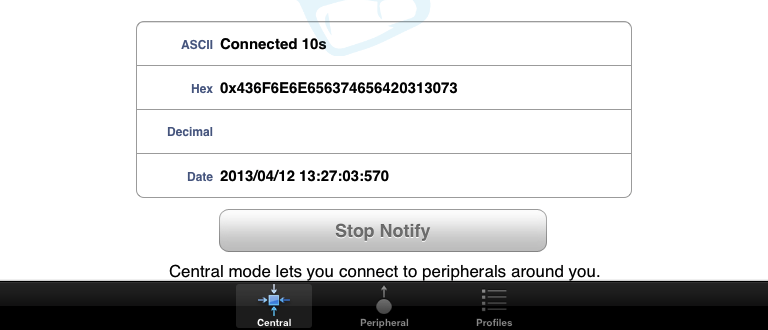 ASCII Connected 10s
Hex 0x436F6E6E656374656420313073
Decimal
Date 2013/04/12 13:27:03:570
Stop Notify
Central mode lets you connect to peripherals around you.
Central Peripheral Profiles